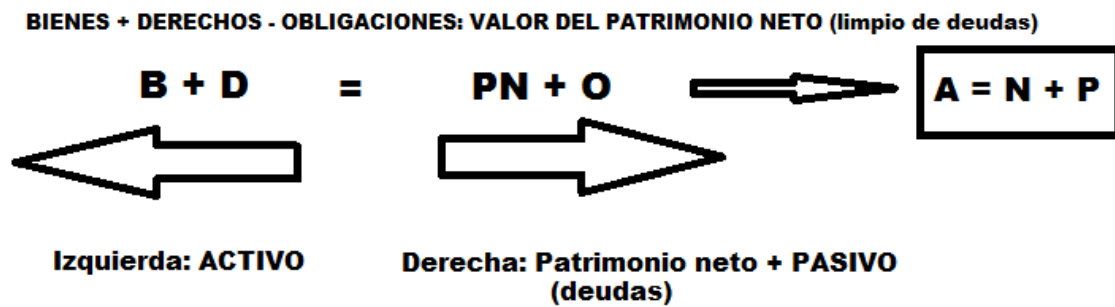 BIENES + DERECHOS - OBLIGACIONES: VALOR DEL PATRIMONIO NETO (limpio de deudas)
B + D = PN + O A = N + P
Izquierda: ACTIVO Derecha: Patrimonio neto + PASIVO
(deudas)